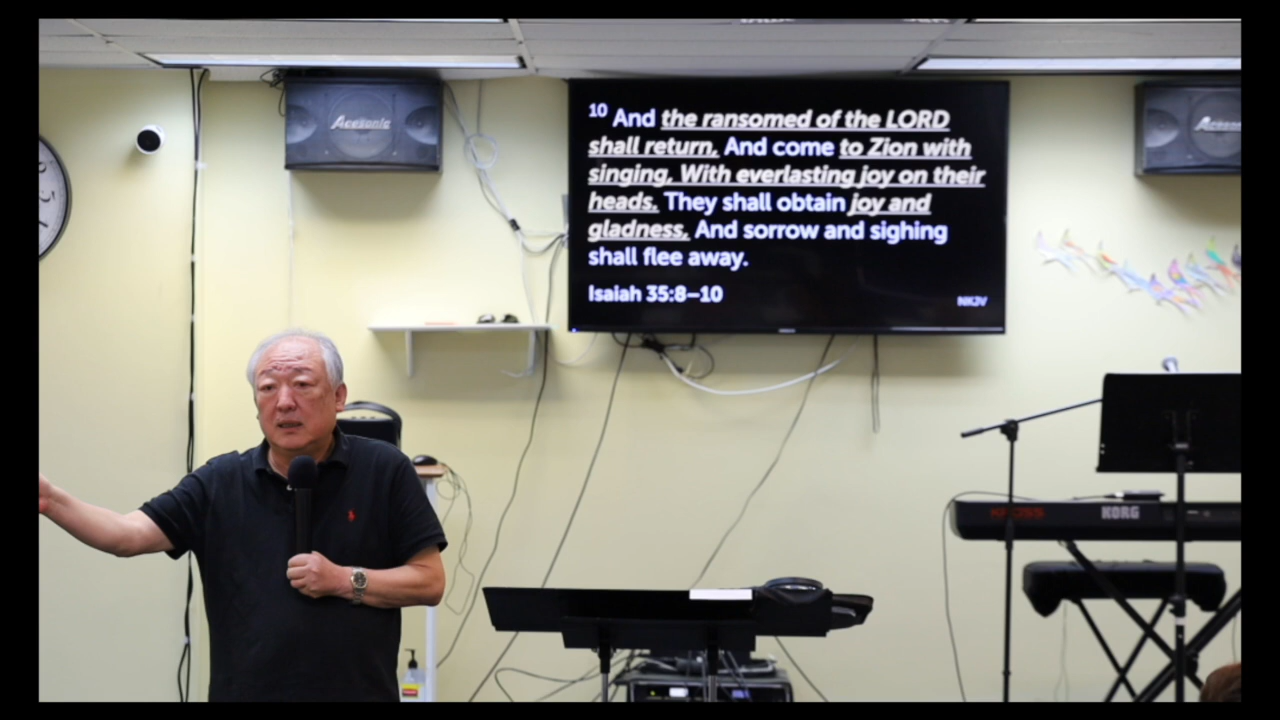 Acesonic
10 And the ransomed of the LORD
shall return, And come to Zion with
singing, With everlasting joy on their
heads. They shall obtain joy and
gladness, And sorrow and sighing
shall flee away.
Isaiah 35:8–10
NKJV
KROSS
KORG